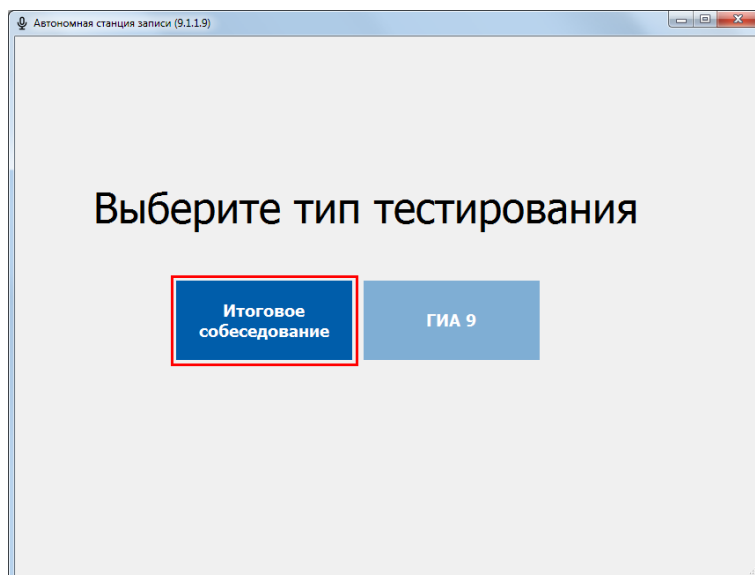 Автономная станция записи (9.1.1.9)
Выберите тип тестирования
Итоговое
собеседование
ГИА 9